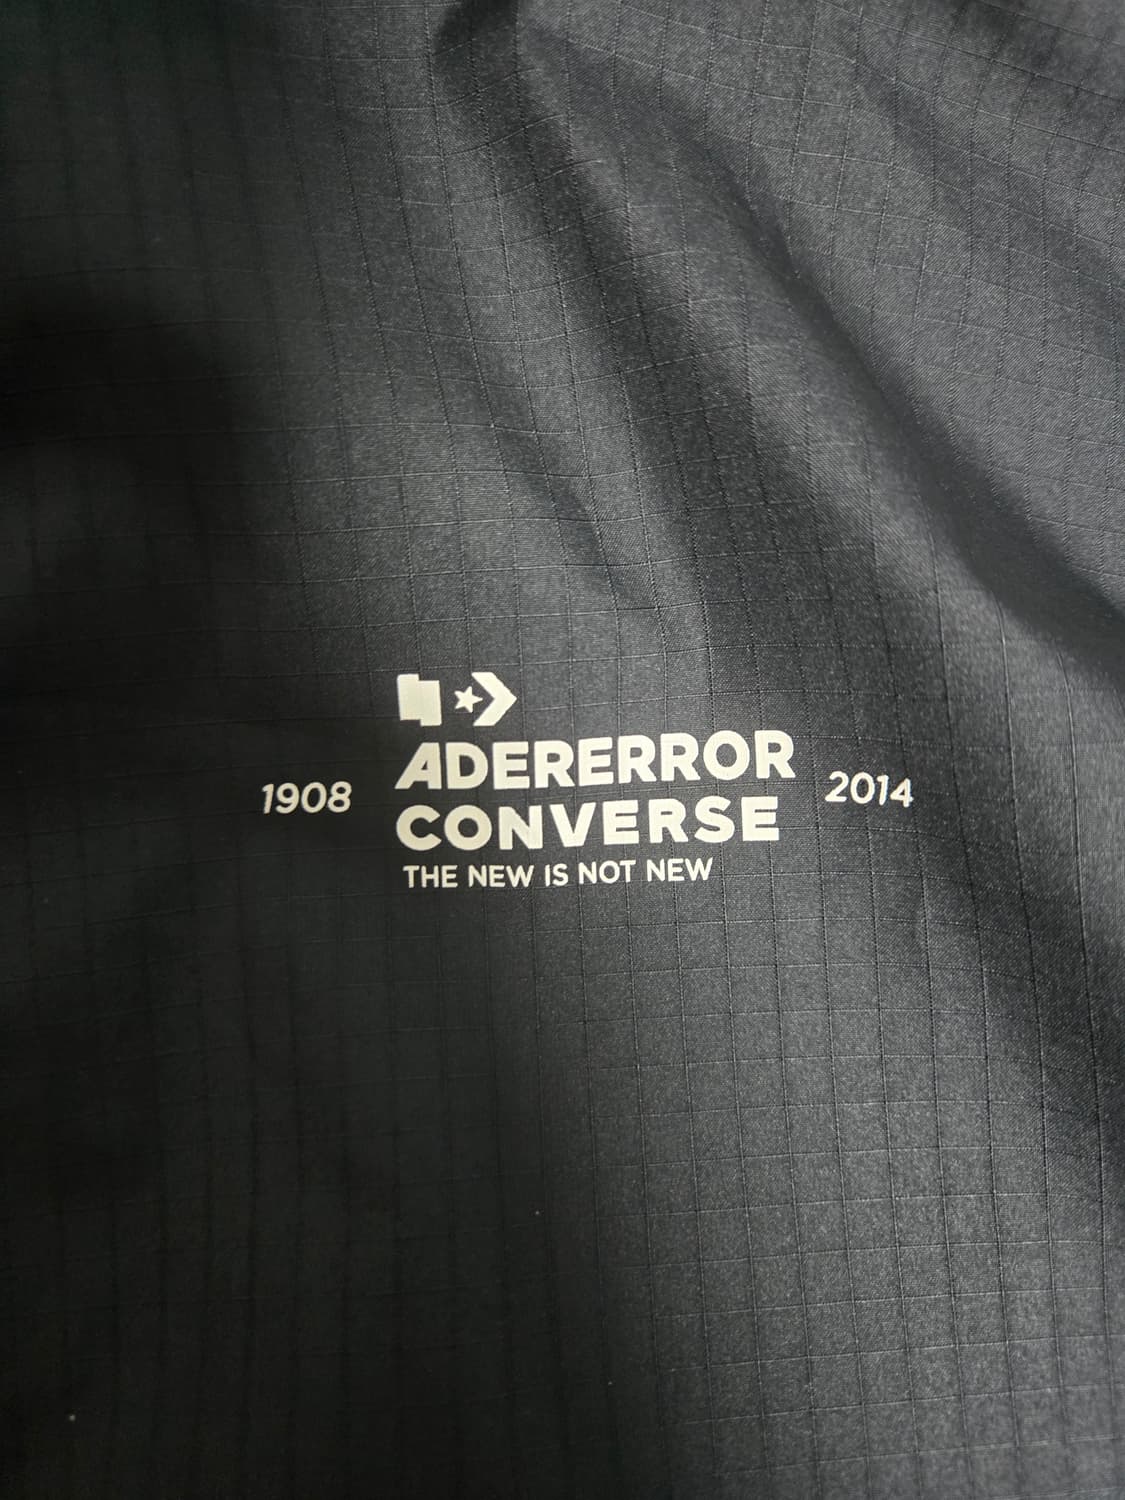 ADERERROR
1908
2014
CONVERSE
THE NEW IS NOT NEW